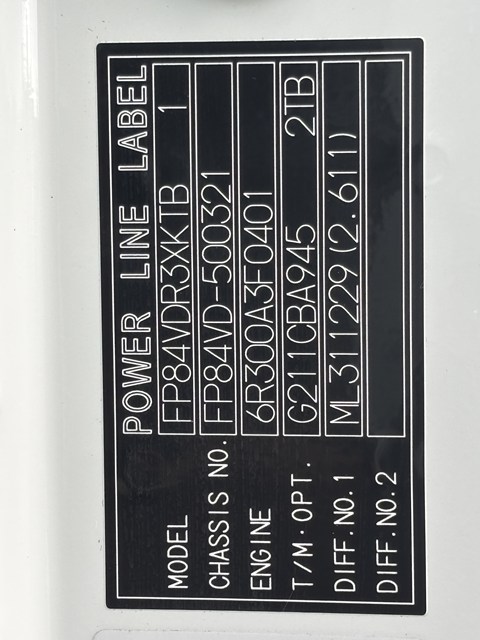 POWER LINE LABEL
MODEL FP84VDR3XKTB 1
CHASSIS NO. FP84VD-500321
ENGINE 6R300A3F0401
T/M·OPT. G211CBA945 2TB
DIFF.NO.1 ML311229(2.611)
DIFF.NO.2